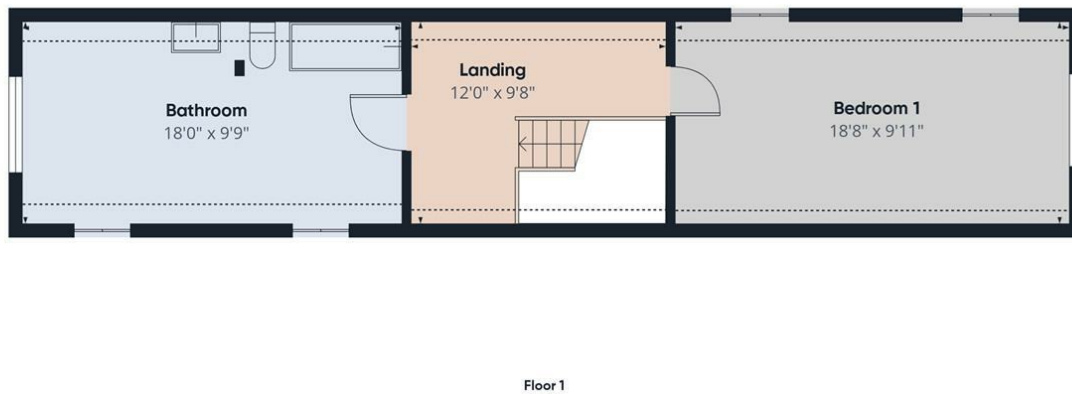 Landing
12'0" x 9'8"
Bathroom
18'0" x 9'9"
Bedroom 1
18'8" x 9'11"
Floor 1